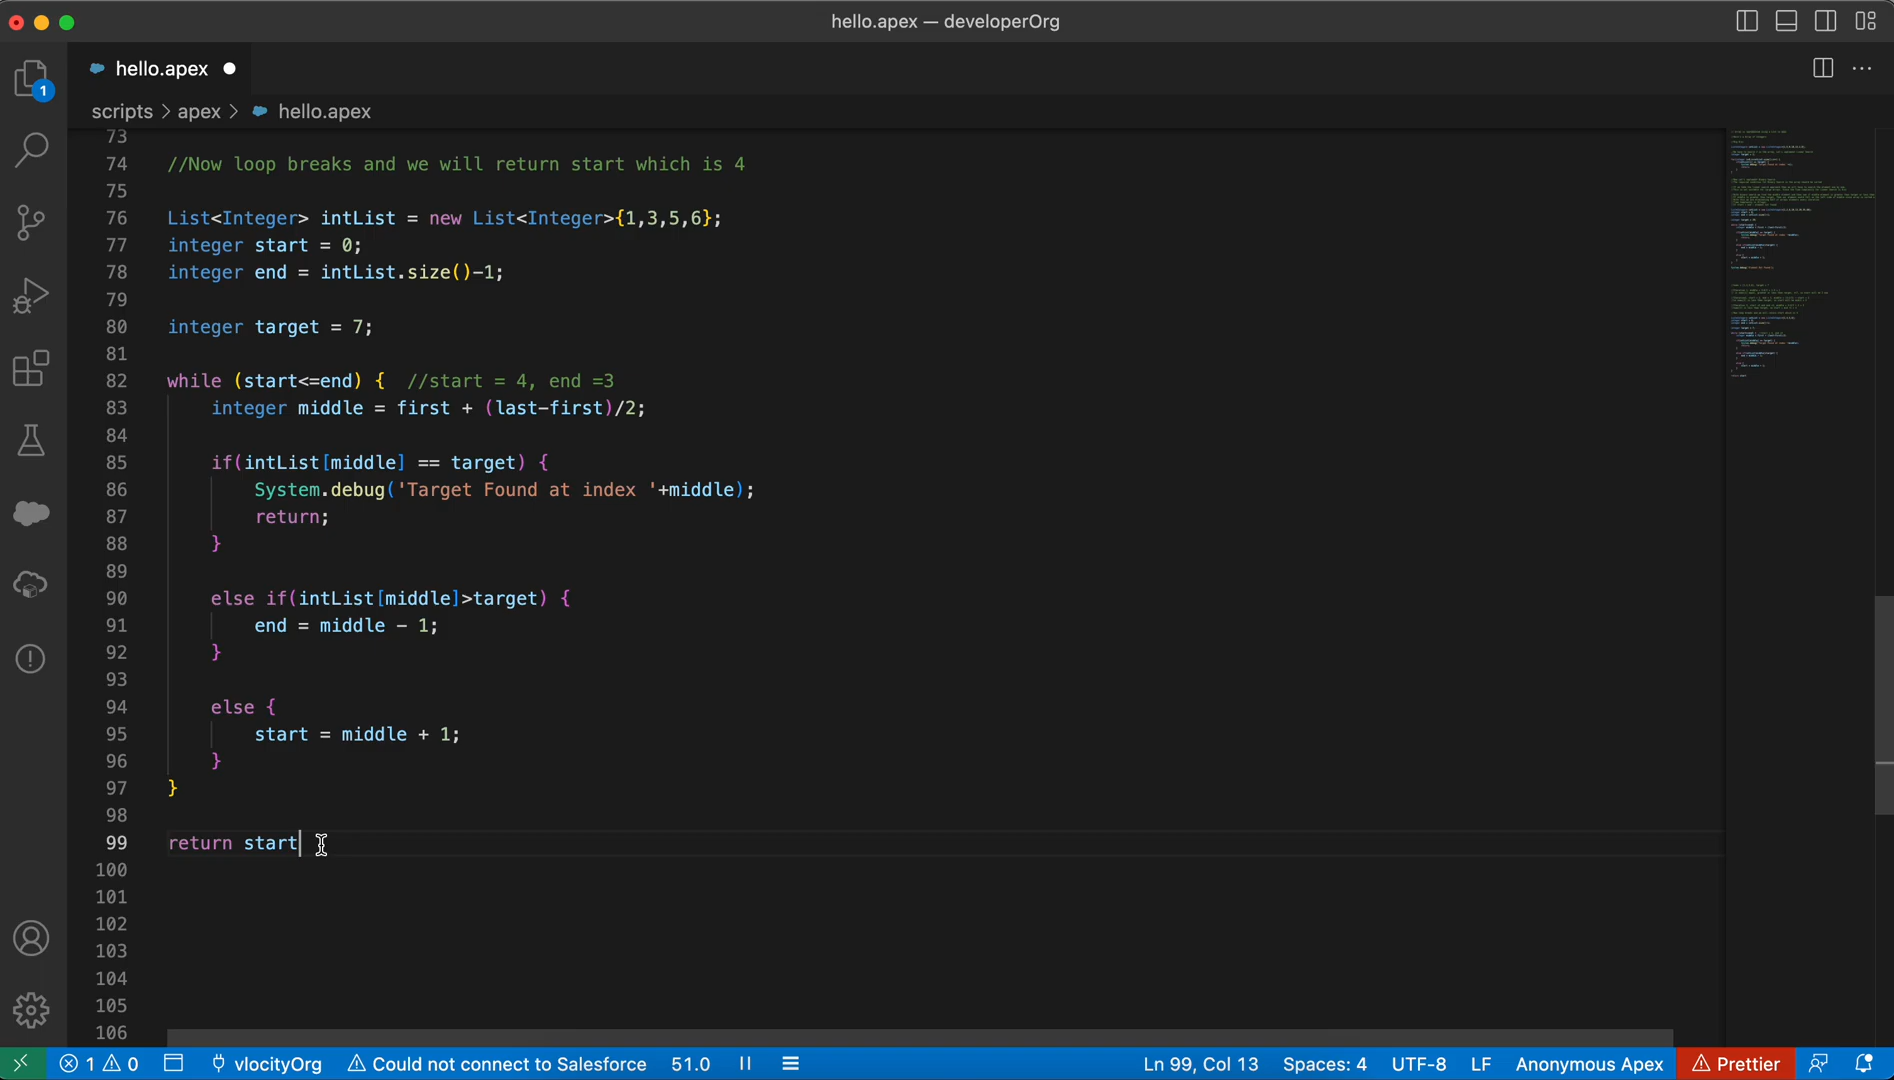 hello.apex — developerOrg
hello.apex
scripts > apex > hello.apex
1
73
74 //Now loop breaks and we will return start which is 4
75
76 List<Integer> intList = new List<Integer>{1,3,5,6};
77 integer start = 0;
78 integer end = intList.size()-1;
79
80 integer target = 7;
81
82 while (start<=end) { //start = 4, end =3
83 integer middle = first + (last-first)/2;
84
85 if(intList[middle] == target) {
86 System.debug('Target Found at index '+middle);
87 return;
88 }
89
90 else if(intList[middle]>target) {
91 end = middle - 1;
92 }
93
94 else {
95 start = middle + 1;
96 }
97 }
98
99 return start
100
101
102
103
104
105
106
1 0 vlocityOrg Could not connect to Salesforce 51.0 Ln 99, Col 13 Spaces: 4 UTF-8 LF Anonymous Apex Prettier